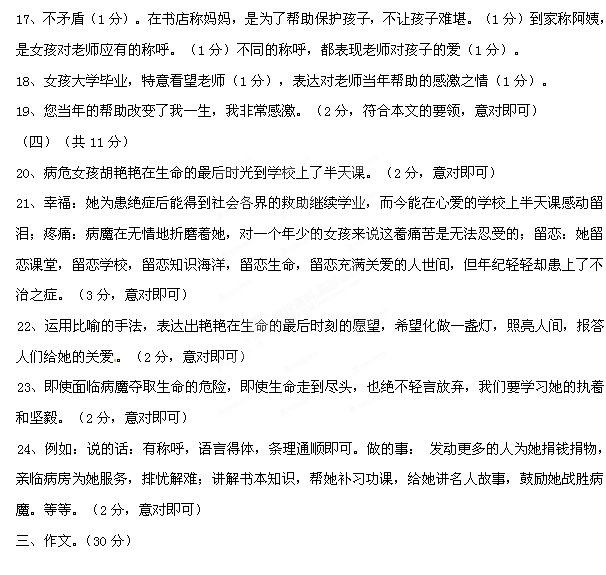 17、不矛盾（1 分）。在书店称妈妈，是为了帮助保护孩子，不让孩子难堪。（1 分）到家称阿姨，
是女孩对老师应有的称呼。（1 分）不同的称呼，都表现老师对孩子的爱（1 分）。
18、女孩大学毕业，特意看望老师（1 分），表达对老师当年帮助的感激之情（1 分）。
19、您当年的帮助改变了我一生，我非常感激。（2 分，符合本文的要领，意对即可）
（四）（共 11 分）
20、病危女孩胡艳艳在生命的最后时光到学校上了半天课。（2 分，意对即可）
21、幸福：她为患绝症后能得到社会各界的救助继续学业，而今能在心爱的学校上半天课感动留
泪；疼痛：病魔在无情地折磨着她，对一个年少的女孩来说这着痛苦是无法忍受的；留恋：她留
恋课堂，留恋学校，留恋知识海洋，留恋生命，留恋充满关爱的人世间，但年纪轻轻却患上了不
治之症。（3 分，意对即可）
22、运用比喻的手法，表达出艳艳在生命的最后时刻的愿望，希望化做一盏灯，照亮人间，报答
人们给她的关爱。（2 分，意对即可）
23、即使面临病魔夺取生命的危险，即使生命走到尽头，也绝不轻言放弃，我们要学习她的执着
和坚毅。（2 分，意对即可）
24、例如：说的话：有称呼，语言得体，条理通顺即可。做的事： 发动更多的人为她捐钱捐物，
亲临病房为她服务，排忧解难；讲解书本知识，帮她补习功课，给她讲名人故事，鼓励她战胜病
魔。等等。（2 分，意对即可）
三、作文。（30 分）